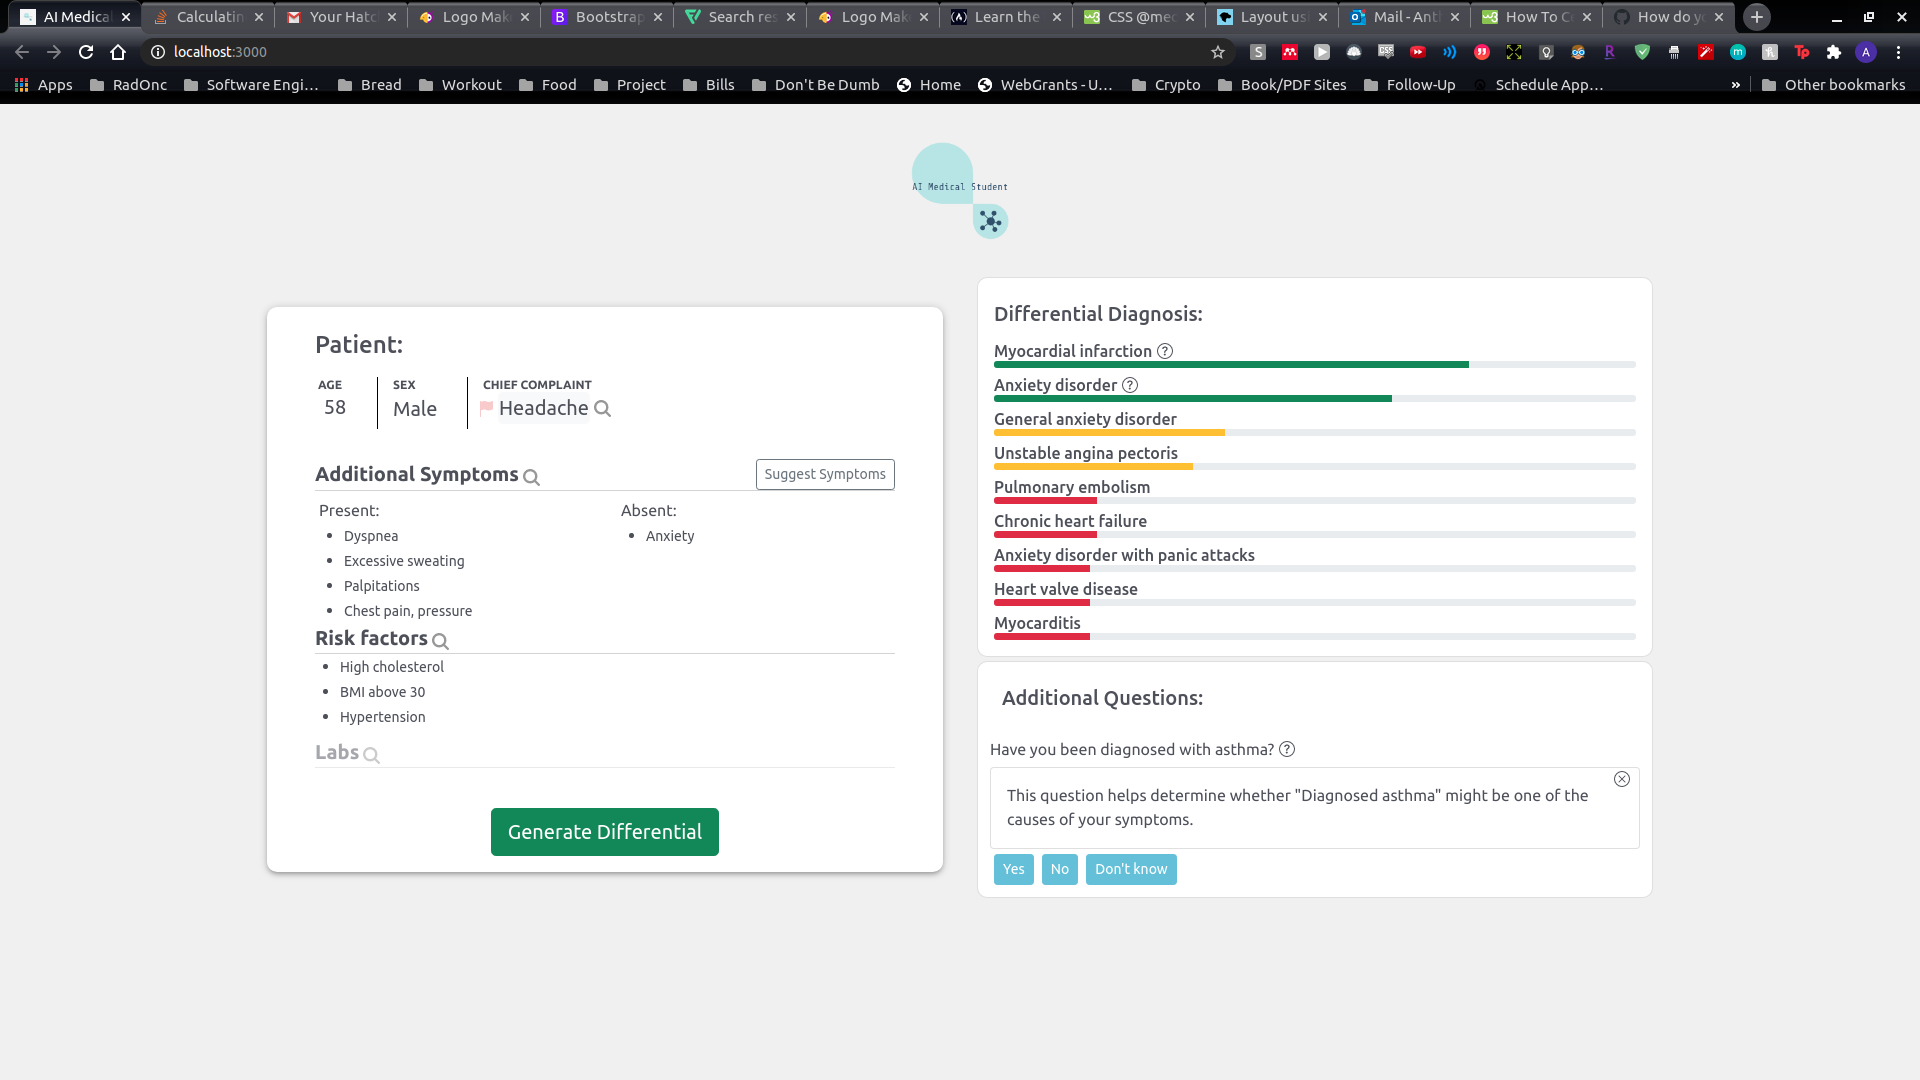 AI Medical
Calculatin
Your Hatc
Logo Mak
Bootstrap
Search res
Logo Mak
Learn the
CSS @med
Layout usi
Mail - Anth
How To C
How do yo
localhost:3000
Apps
RadOnc
Software Engi...
Bread
Workout
Food
Project
Bills
Don't Be Dumb
Home
WebGrants - U...
Crypto
Book/PDF Sites
Follow-Up
Schedule App...
»
Other bookmarks
AI Medical Student
Patient:
AGE
58
SEX
Male
CHIEF COMPLAINT
Headache
Additional Symptoms
Suggest Symptoms
Present:
• Dyspnea
• Excessive sweating
• Palpitations
• Chest pain, pressure
Absent:
• Anxiety
Risk factors
• High cholesterol
• BMI above 30
• Hypertension
Labs
Generate Differential
Differential Diagnosis:
Myocardial infarction
Anxiety disorder
General anxiety disorder
Unstable angina pectoris
Pulmonary embolism
Chronic heart failure
Anxiety disorder with panic attacks
Heart valve disease
Myocarditis
Additional Questions:
Have you been diagnosed with asthma?
This question helps determine whether "Diagnosed asthma" might be one of the
causes of your symptoms.
Yes
No
Don't know